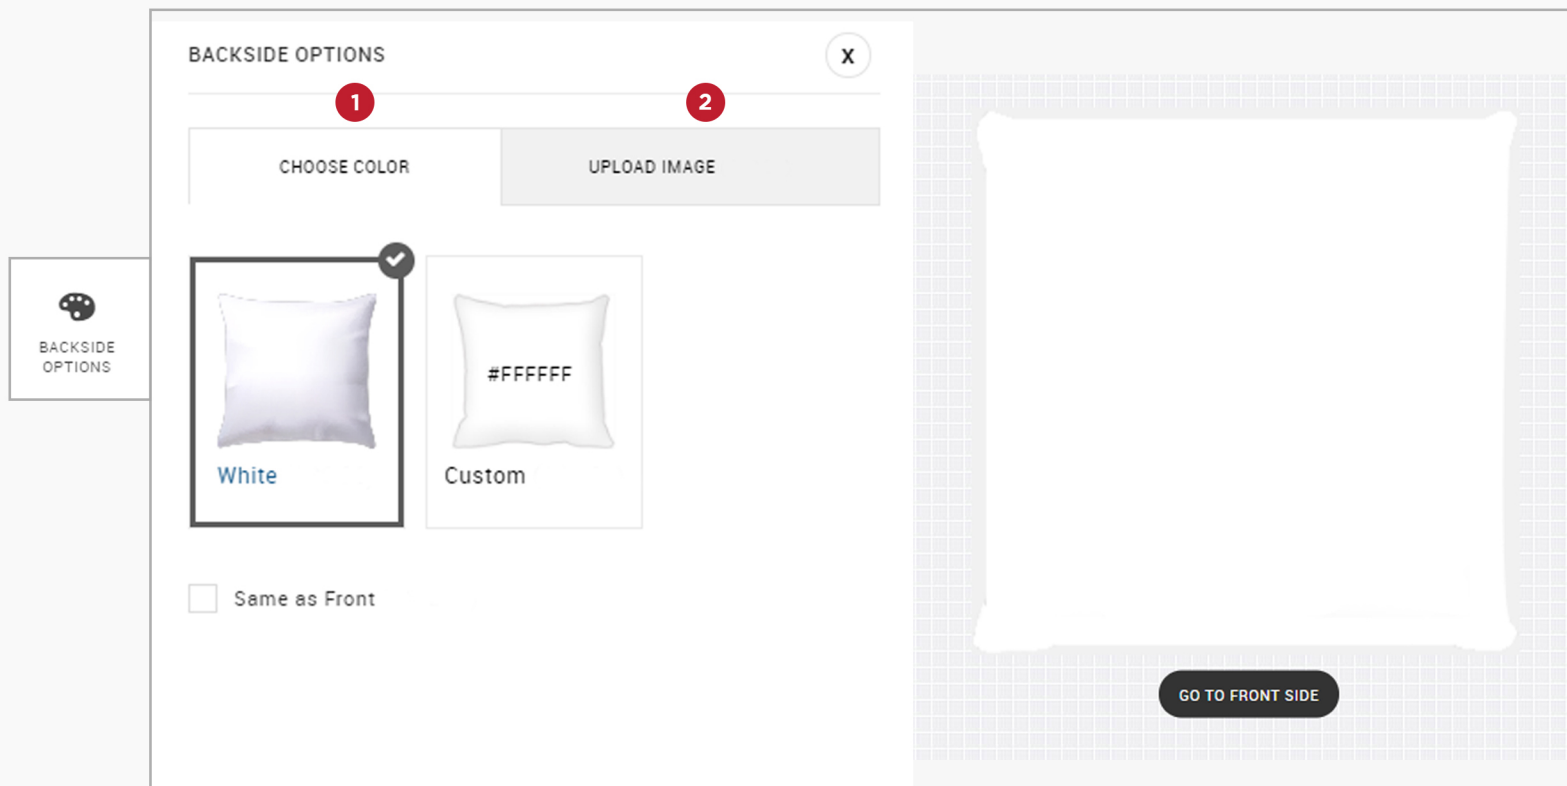 BACKSIDE OPTIONS
X
1
2
CHOOSE COLOR
UPLOAD IMAGE
BACKSIDE
OPTIONS
#FFFFFF
White
Custom
Same as Front
GO TO FRONT SIDE